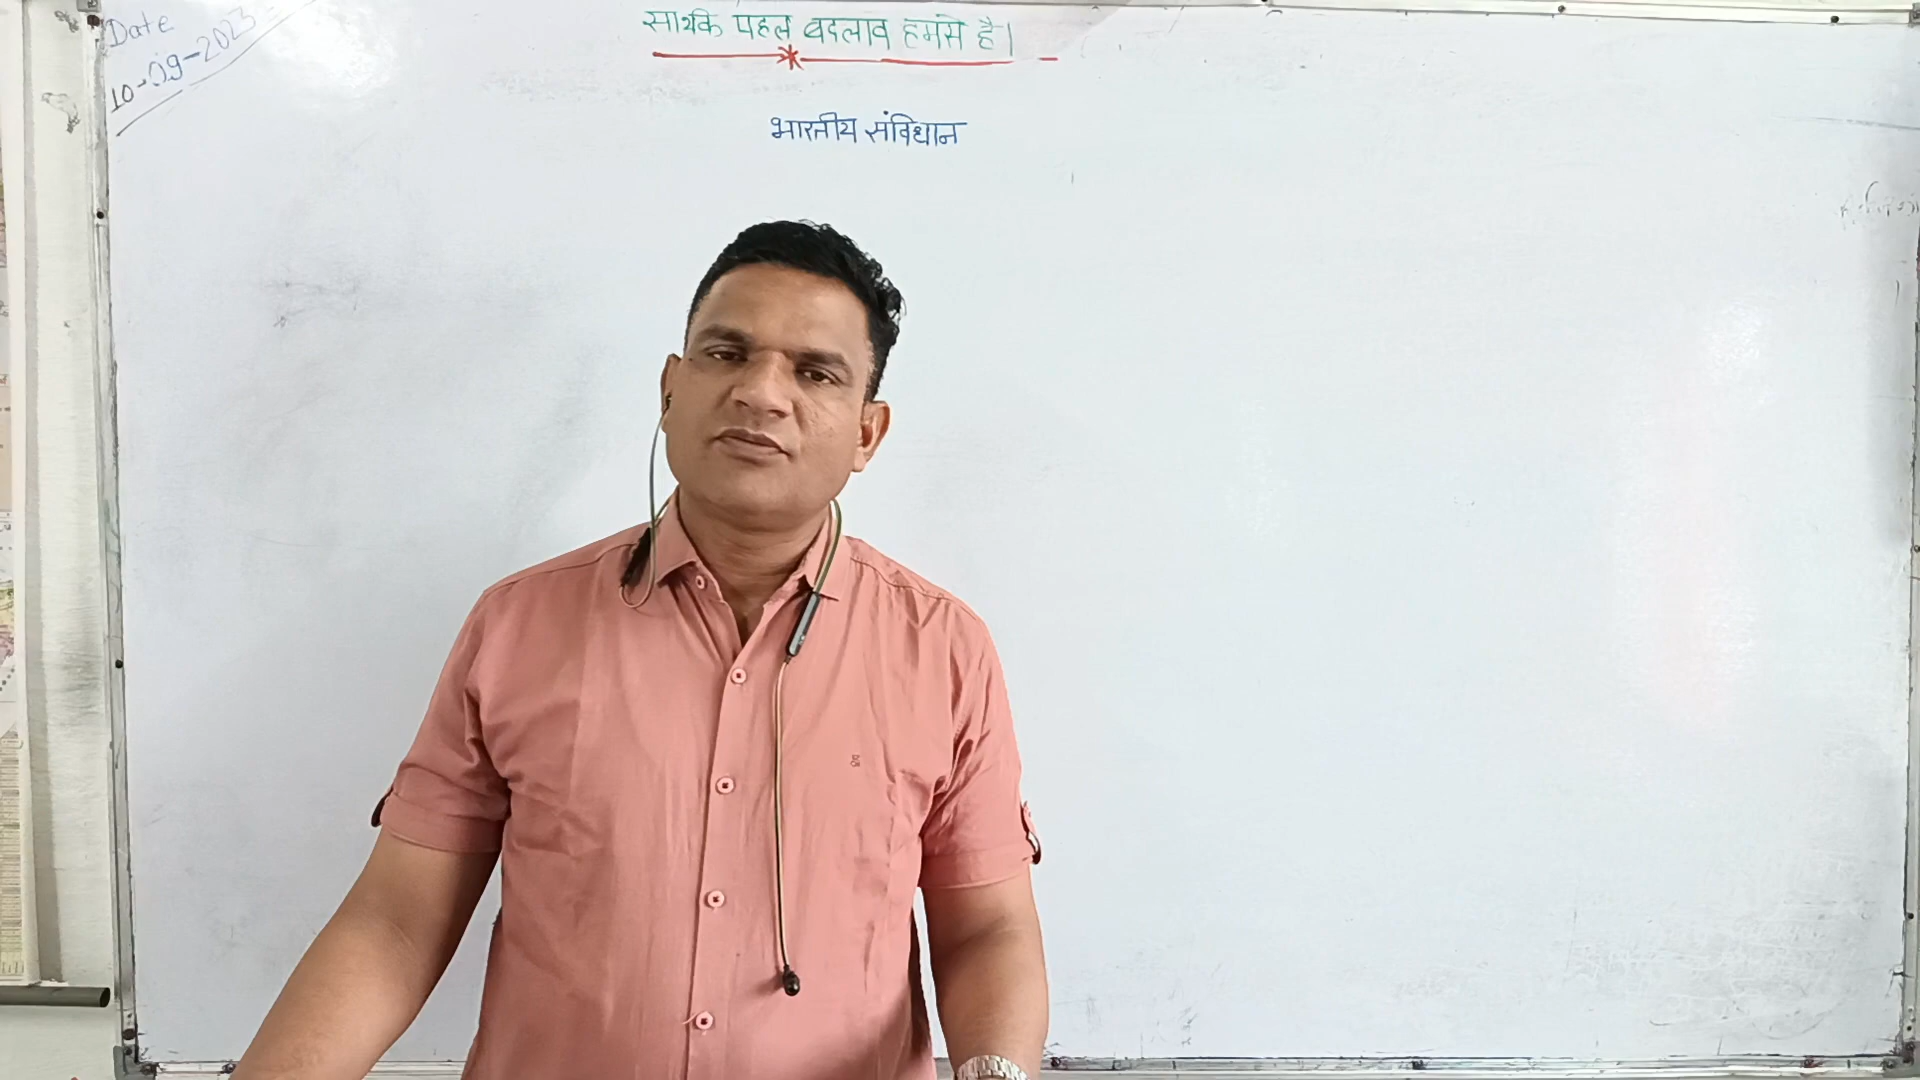 Date
10-09-2023
सार्थक पहल बदलाव हमसे है।
भारतीय संविधान